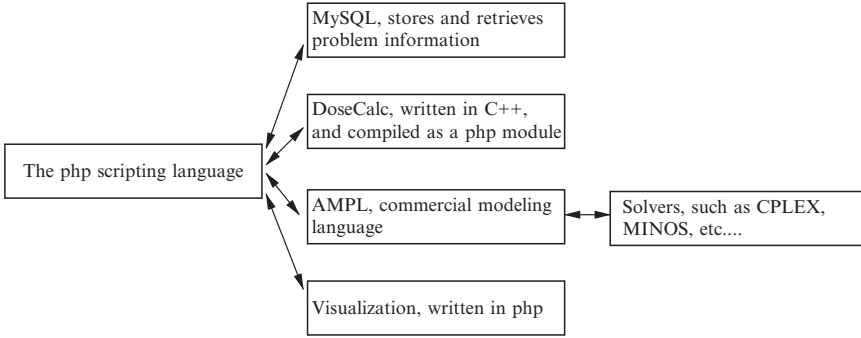 MySQL, stores and retrieves
problem information
DoseCalc, written in C++,
and compiled as a php module
The php scripting language
AMPL, commercial modeling
language
Solvers, such as CPLEX,
MINOS, etc....
Visualization, written in php